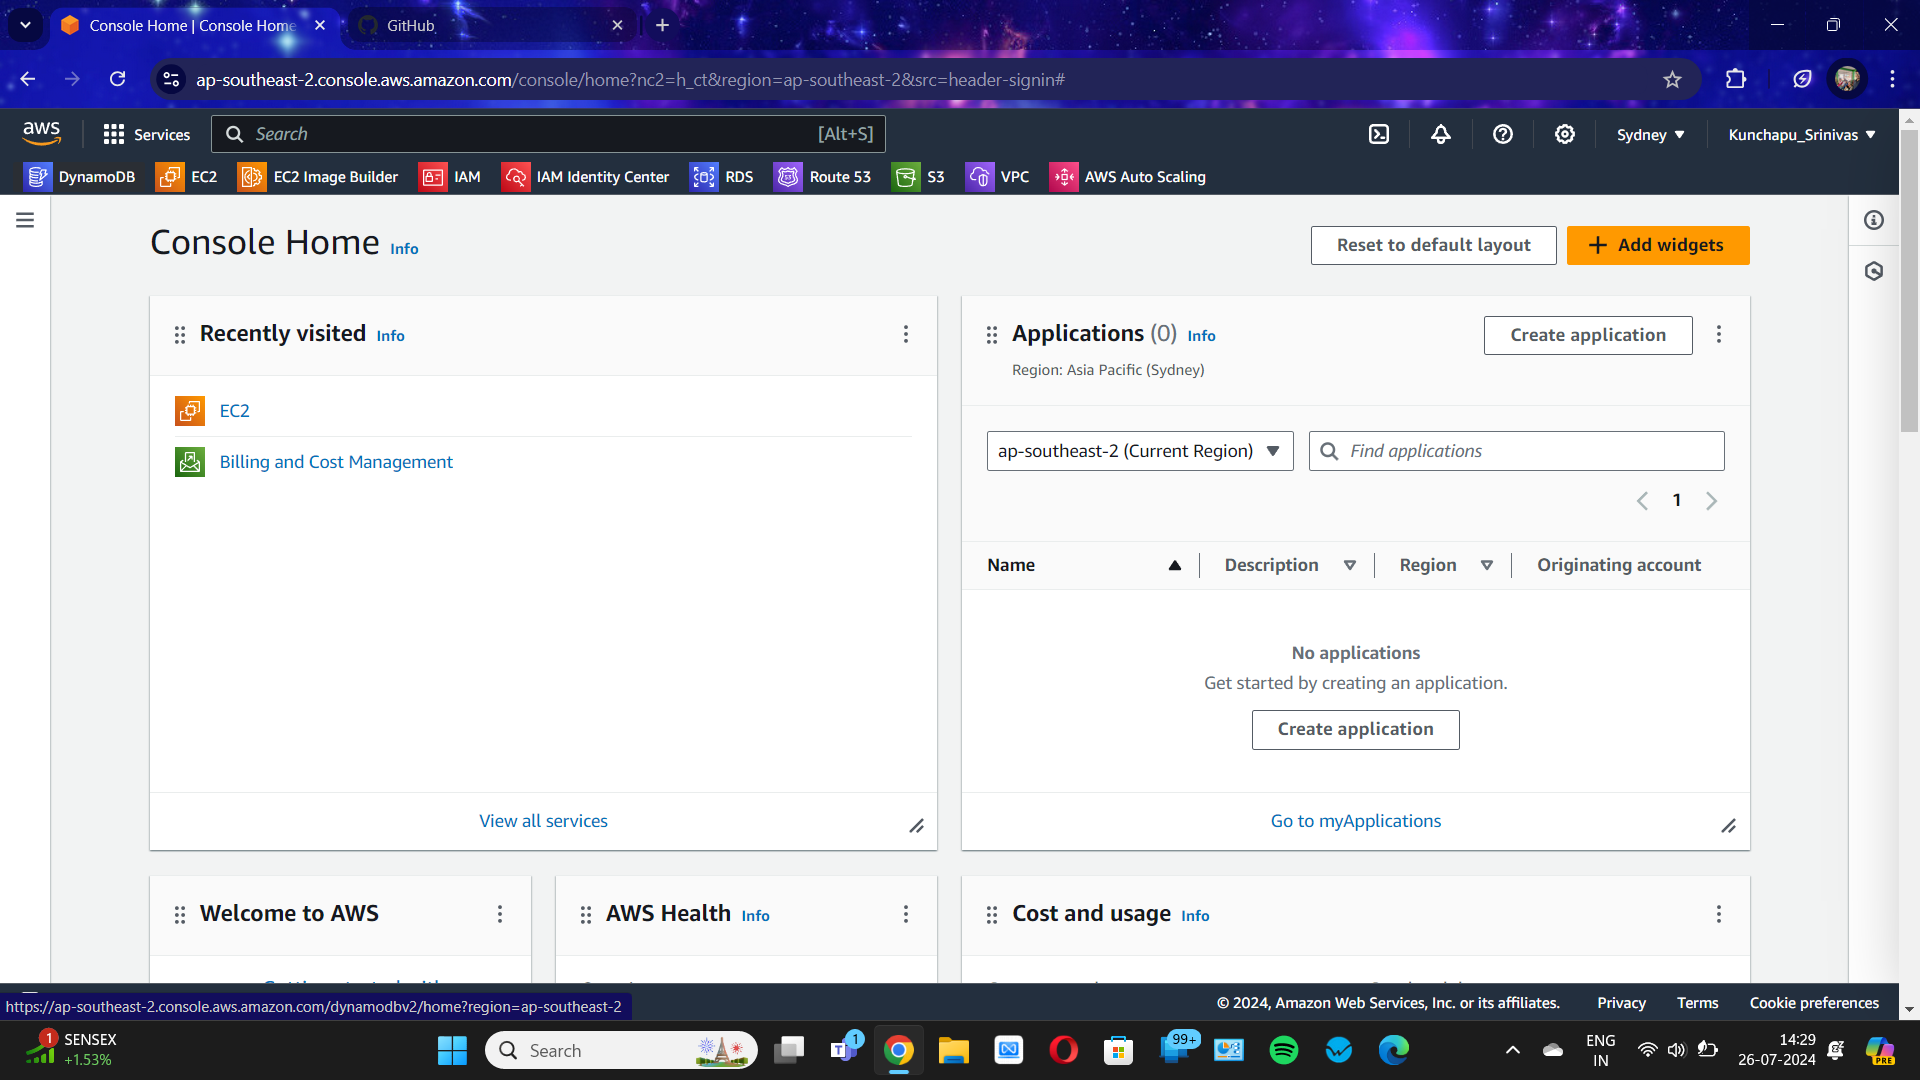 Console Home | Console Home
GitHub
ap-southeast-2.console.aws.amazon.com/console/home?nc2=h_ct&region=ap-southeast-2&src=header-signin#
aws
Services
Search
[Alt+S]
Sydney
Kunchapu_Srinivas
DynamoDB
EC2
EC2 Image Builder
IAM
IAM Identity Center
RDS
Route 53
S3
VPC
AWS Auto Scaling
Console Home Info
Reset to default layout
Add widgets
Recently visited Info
EC2
Billing and Cost Management
View all services
Applications (0) Info
Region: Asia Pacific (Sydney)
Create application
ap-southeast-2 (Current Region)
Find applications
1
Name
Description
Region
Originating account
No applications
Get started by creating an application.
Create application
Go to myApplications
Welcome to AWS
AWS Health Info
Cost and usage Info
https://ap-southeast-2.console.aws.amazon.com/dynamodbv2/home?region=ap-southeast-2
© 2024, Amazon Web Services, Inc. or its affiliates.
Privacy
Terms
Cookie preferences
1
SENSEX
+1.53%
Search
1
99+
ENG
IN
14:29
26-07-2024
PRE